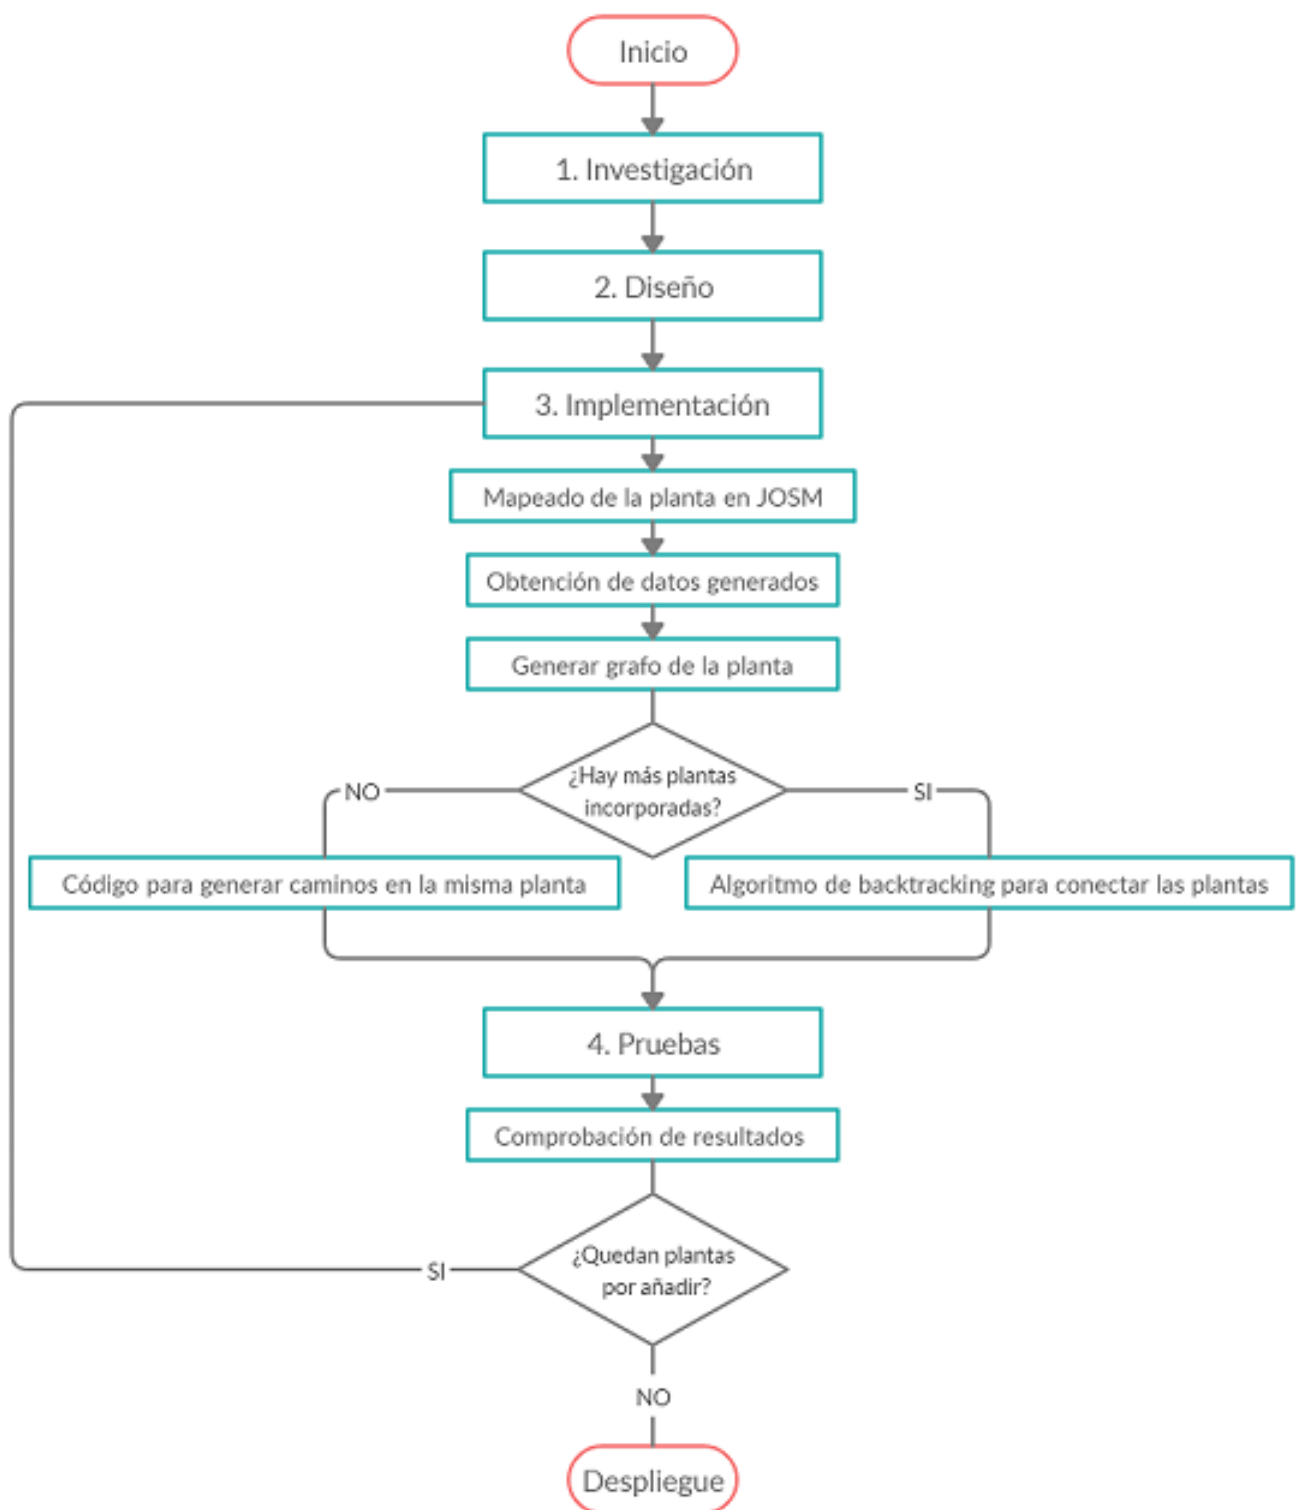 Inicio
1. Investigación
2. Diseño
3. Implementación
Mapeado de la planta en JOSM
Obtención de datos generados
Generar grafo de la planta
¿Hay más plantas
incorporadas?
NO
SI
Código para generar caminos en la misma planta
Algoritmo de backtracking para conectar las plantas
4. Pruebas
Comprobación de resultados
¿Quedan plantas
por añadir?
SI
NO
Despliegue